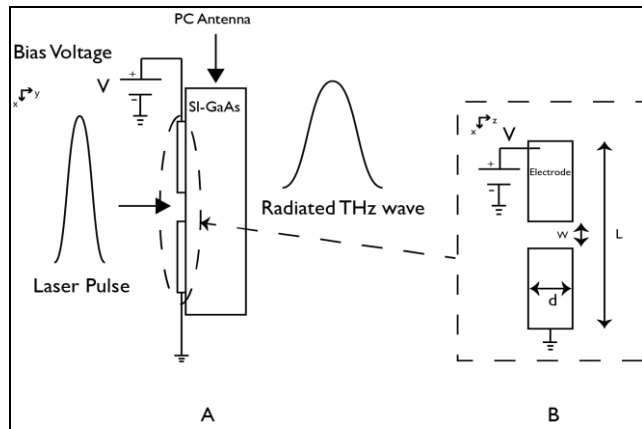 PC Antenna
Bias Voltage
+
V
-
x y
SI-GaAs
Radiated THz wave
Laser Pulse
A
x z
V
+
-
Electrode
w
L
d
B